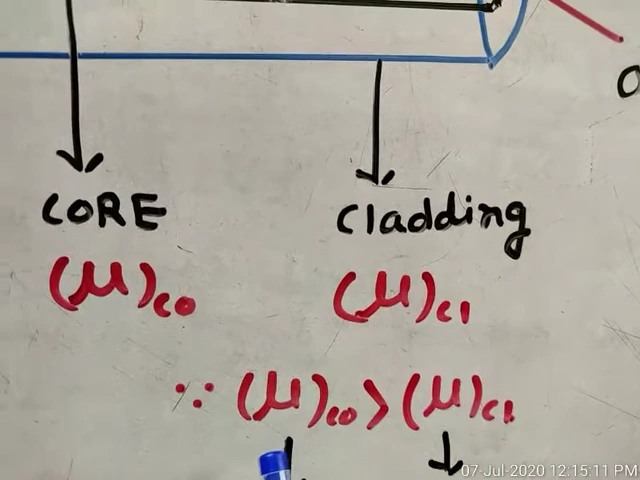 CORE Cladding
(μ)co (μ)cl
∵ (μ)co > (μ)cl
07-Jul-2020 12:15:11 PM